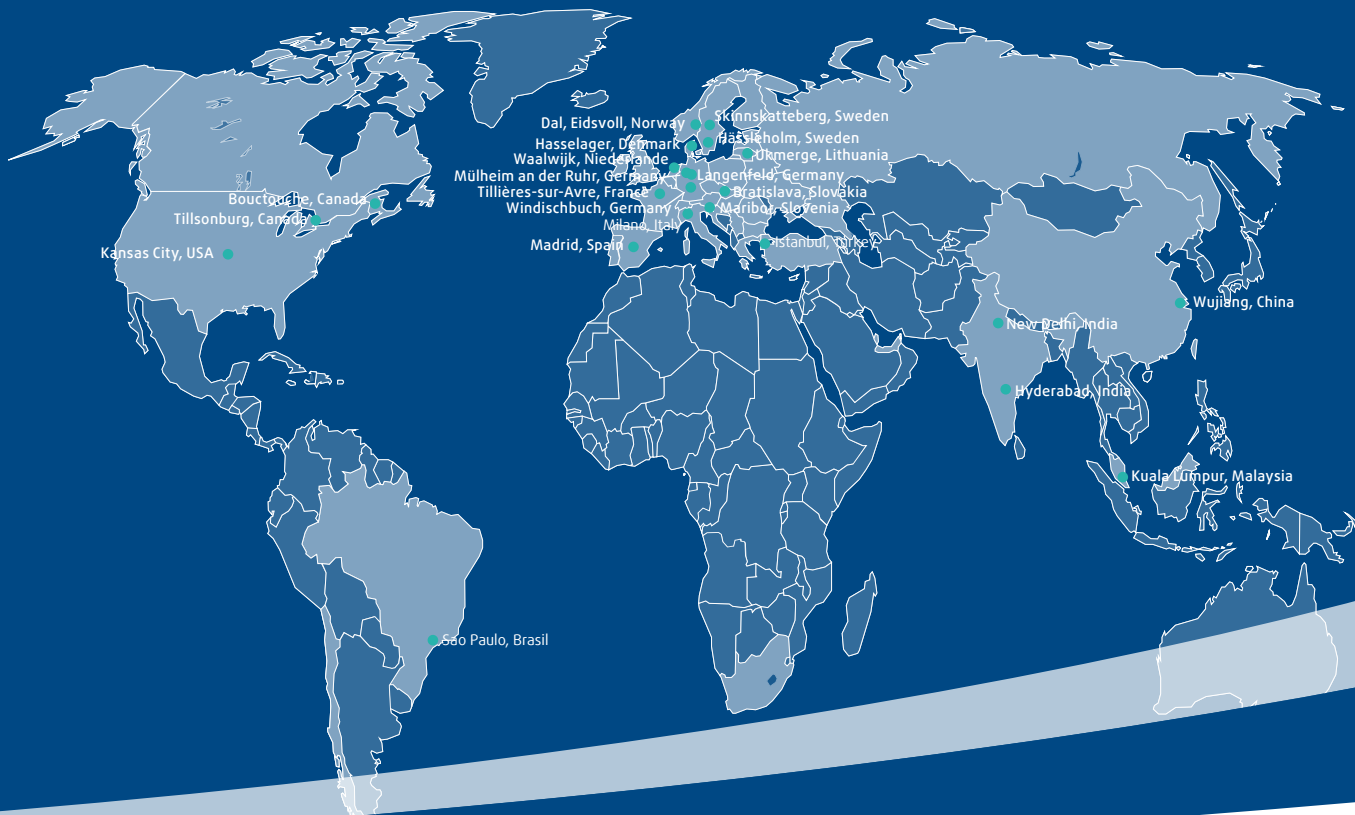 Skinnskatteberg, Sweden
Dal, Eidsvoll, Norway
Hässleholm, Sweden
Hasselager, Denmark
Ukmerge, Lithuania
Waalwijk, Niederlande
Mülheim an der Ruhr, Germany
Langenfeld, Germany
Tillières-sur-Avre, France
Bratislava, Slovakia
Windischbuch, Germany
Maribor, Slovenia
Milano, Italy
Madrid, Spain
Istanbul, Turkey
Bouctouche, Canada
Tillsonburg, Canada
Kansas City, USA
Wujiang, China
New Delhi, India
Hyderabad, India
Kuala Lumpur, Malaysia
Sao Paulo, Brasil